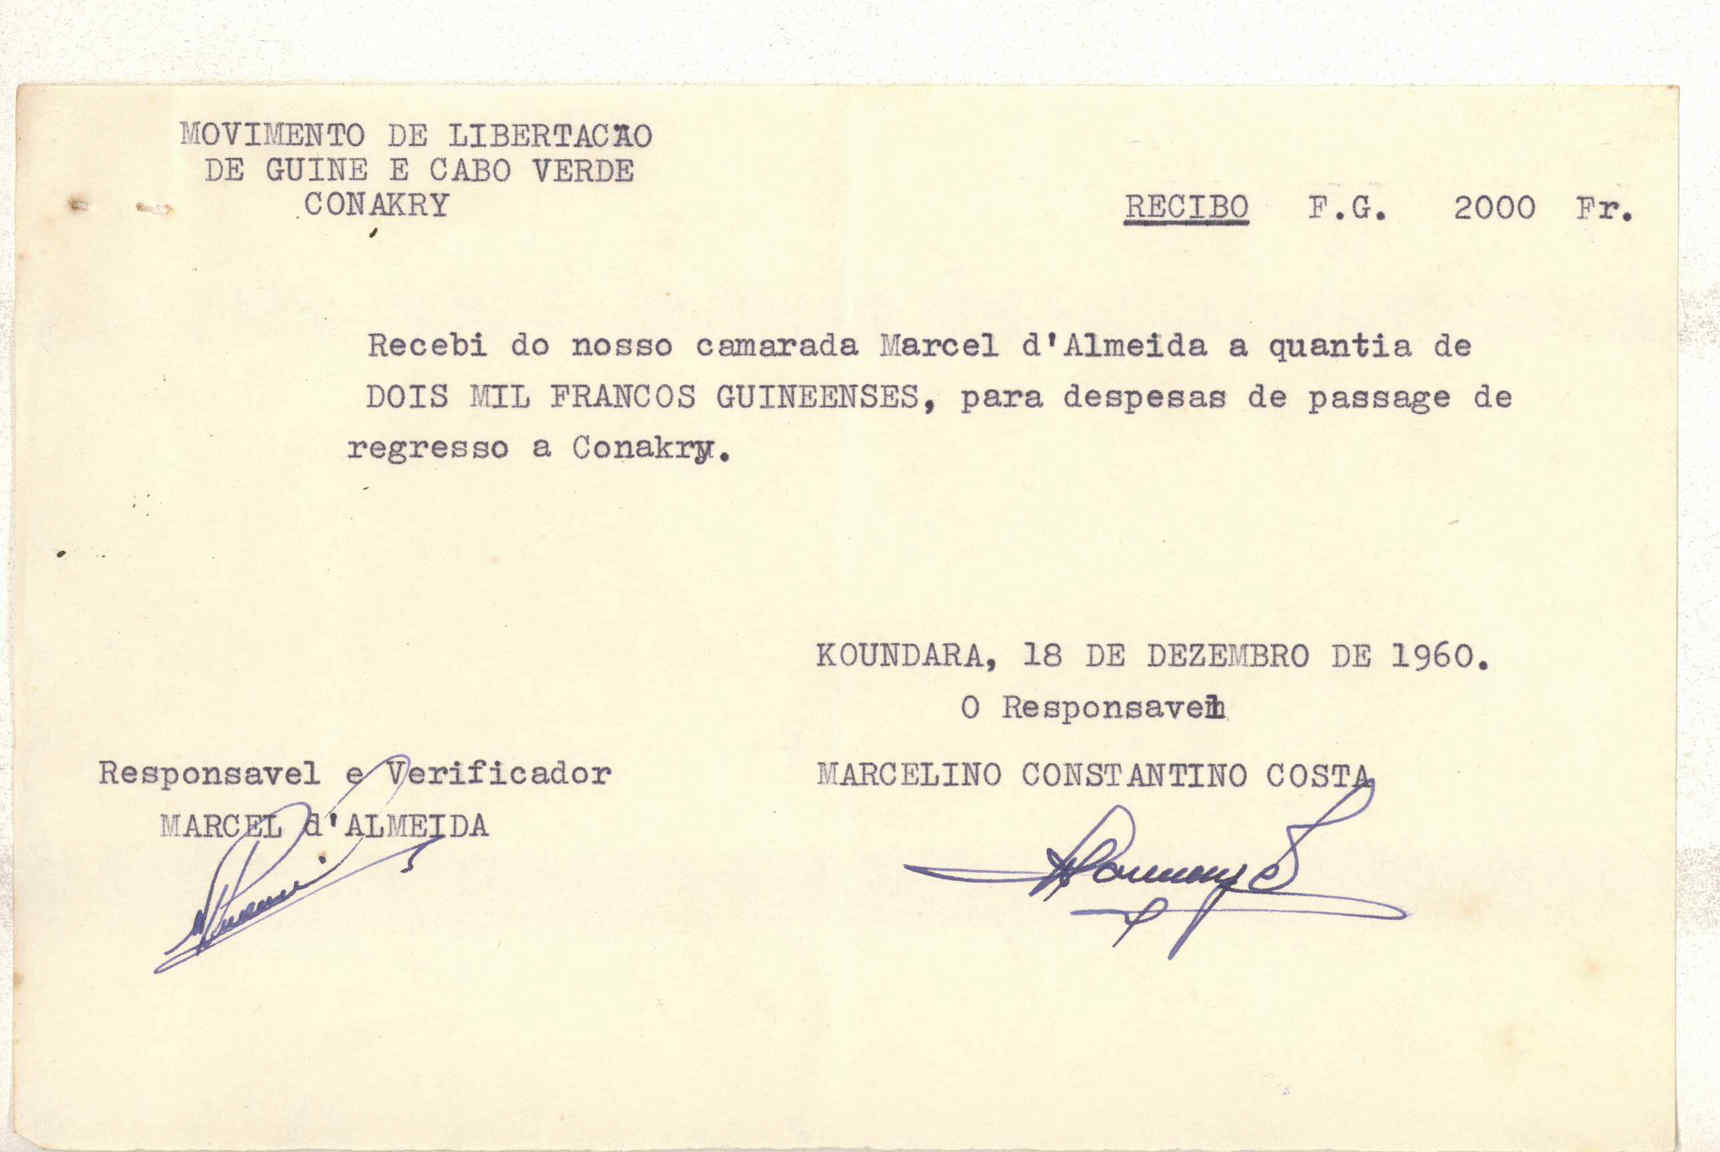 MOVIMENTO DE LIBERTACAO
DE GUINE E CABO VERDE
CONAKRY
RECIBO F.G. 2000 Fr.
Recebi do nosso camarada Marcel d'Almeida a quantia de
DOIS MIL FRANCOS GUINEENSES, para despesas de passage de
regresso a Conakry.
KOUNDARA, 18 DE DEZEMBRO DE 1960.
O Responsavel
Responsavel e Verificador
MARCELINO CONSTANTINO COSTA
MARCEL d'ALMEIDA